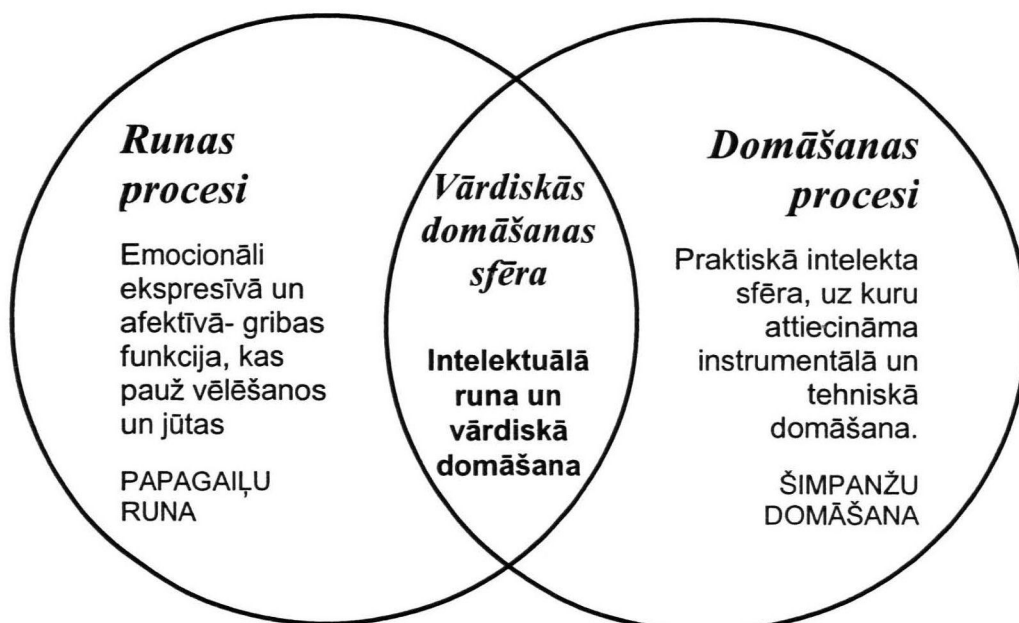 Runas
procesi
Emocionāli
ekspresīvā un
afektīvā- gribas
funkcija, kas
pauž vēlēšanos
un jūtas
PAPAGAIĻU
RUNA
Vārdiskās
domāšanas
sfēra
Intelektuālā
runa un
vārdiskā
domāšana
Domāšanas
procesi
Praktiskā intelekta
sfēra, uz kuru
attiecināma
instrumentālā un
tehniskā
domāšana.
ŠIMPANŽU
DOMĀŠANA